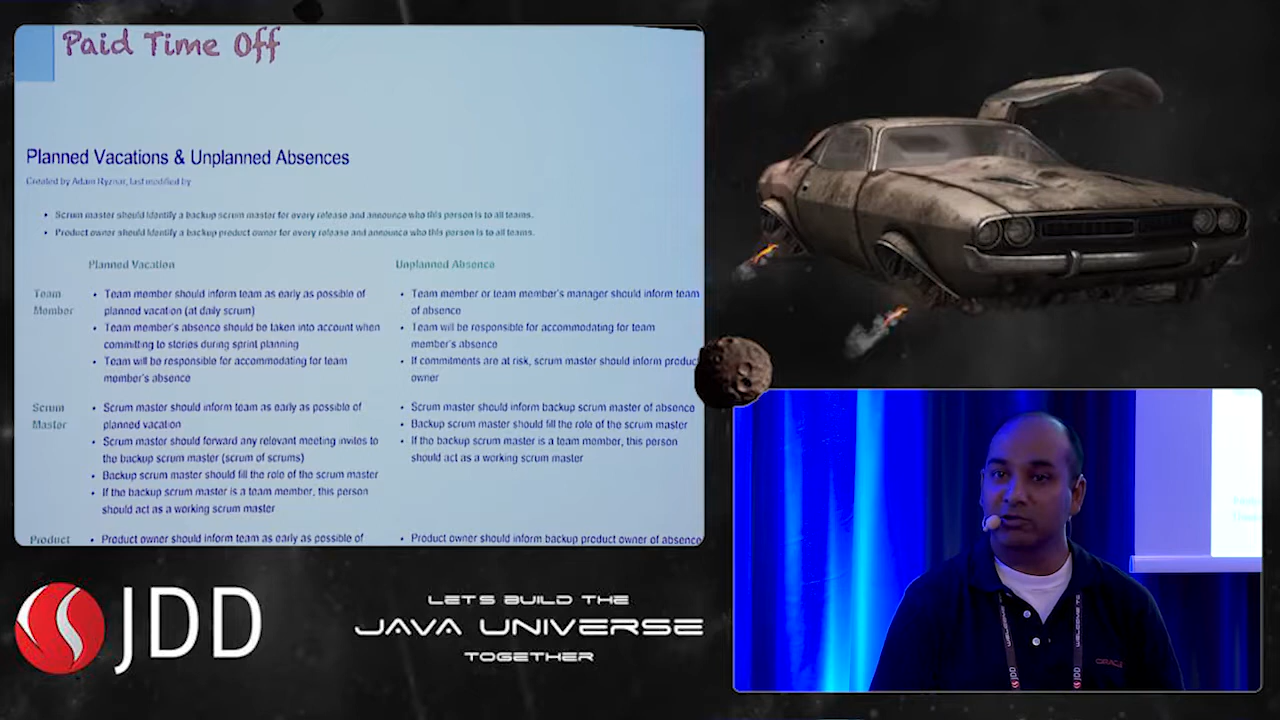 Paid Time Off
Planned Vacations & Unplanned Absences
Created by Adam Ryznar, last modified by
• Scrum master should identify a backup scrum master for every release and announce who this person is to all teams.
• Product owner should identify a backup product owner for every release and announce who this person is to all teams.
Planned Vacation
Unplanned Absence
Team
Member
• Team member should inform team as early as possible of
planned vacation (at daily scrum)
• Team member's absence should be taken into account when
committing to stories during sprint planning
• Team will be responsible for accommodating for team
member's absence
• Team member or team member's manager should inform team
of absence
• Team will be responsible for accommodating for team
member's absence
• If commitments are at risk, scrum master should inform product
owner
Scrum
Master
• Scrum master should inform team as early as possible of
planned vacation
• Scrum master should forward any relevant meeting invites to
the backup scrum master (scrum of scrums)
• Backup scrum master should fill the role of the scrum master
• If the backup scrum master is a team member, this person
should act as a working scrum master
• Scrum master should inform backup scrum master of absence
• Backup scrum master should fill the role of the scrum master
• If the backup scrum master is a team member, this person
should act as a working scrum master
Product
• Product owner should inform team as early as possible of
• Product owner should inform backup product owner of absence
JDD
LETS BUILD THE
JAVA UNIVERSE
TOGETHER
ORACLE
WELCOME TO
JDD
WELCOME TO
JDD